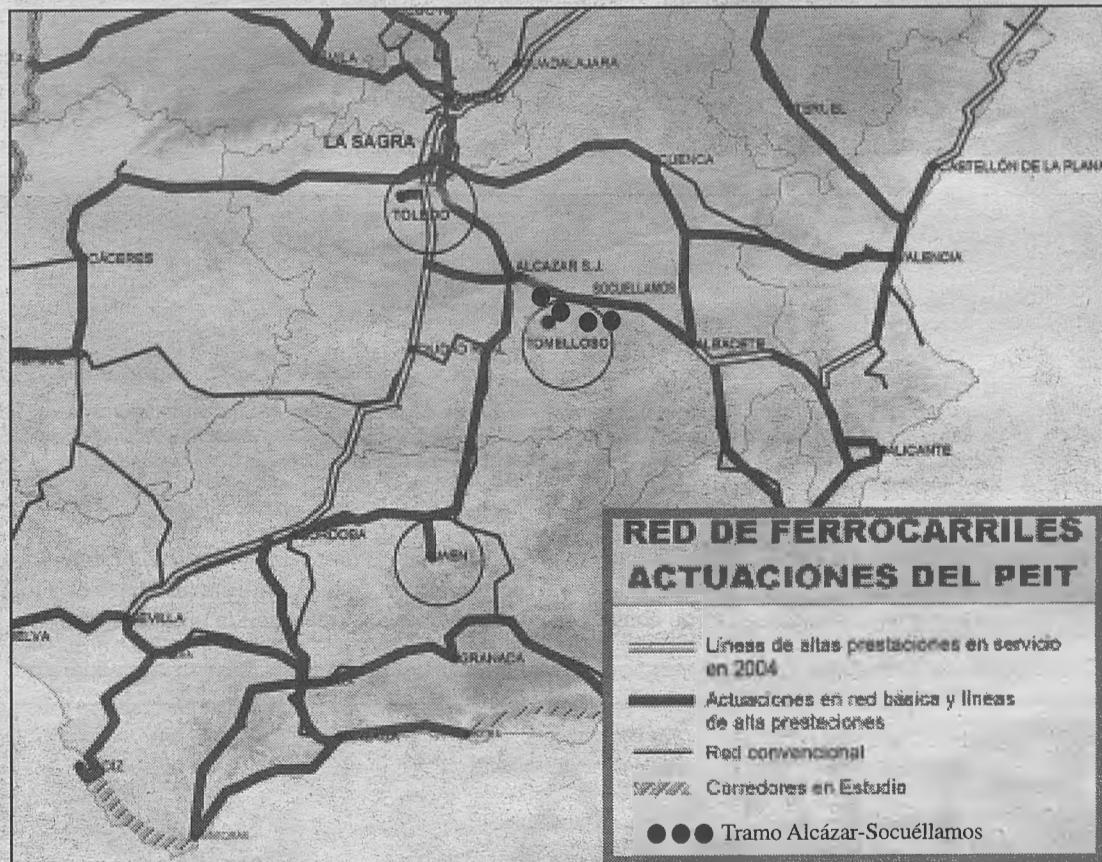 GUADALAJARA
TERUEL
LA SAGRA
CUENCA
CASTELLÓN DE LA PLANA
TOLEDO
CÁCERES
ALCAZAR S.J.
VALENCIA
SOCUELLAMOS
TOMELLOSO
ALBACETE
ALICANTE
CÓRDOBA
JAEN
SEVILLA
GRANADA
RED DE FERROCARRILES
ACTUACIONES DEL PEIT
Líneas de altas prestaciones en servicio
en 2004
Actuaciones en red básica y líneas
de alta prestaciones
Red convencional
Corredores en Estudio
Tramo Alcázar-Socuéllamos